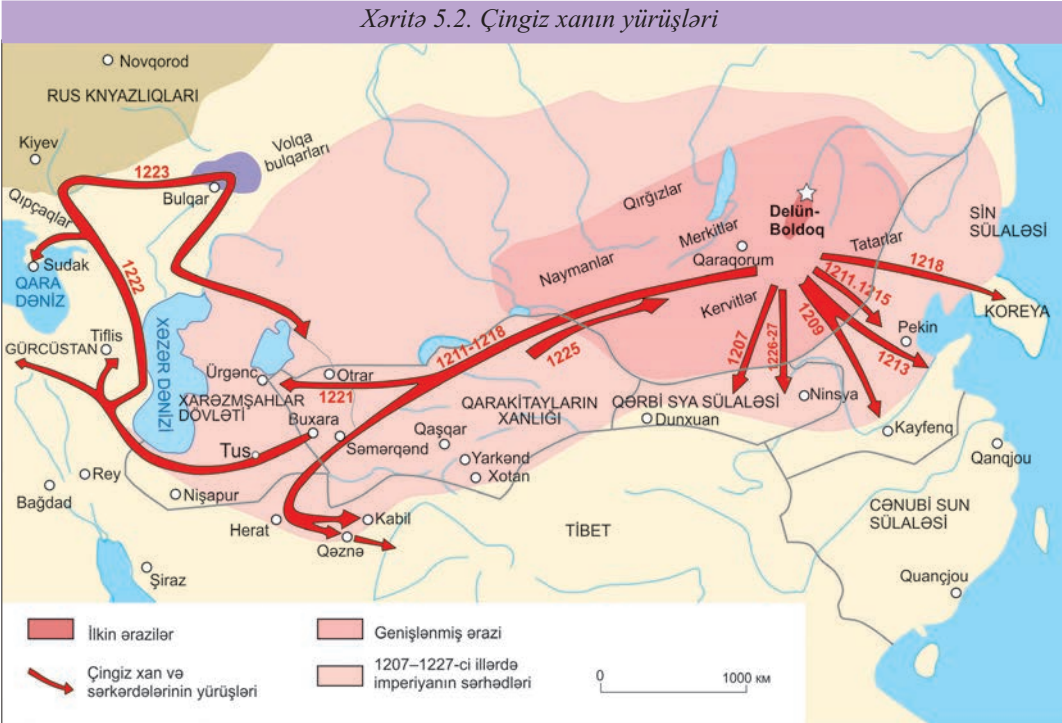 Xəritə 5.2. Çingiz xanın yürüşləri
Novqorod
RUS KNYAZLIQLARI
Kiyev
Volqa
bulqarları
1223
Bulqar
Qıpçaqlar
Sudak
QARA
DƏNİZ
1222
Tiflis
GÜRCÜSTAN
XƏZƏR DƏNİZİ
Qırğızlar
Merkitlər
Naymanlar
Qaraqorum
Delün-
Boldoq
Tatarlar
Kervitlər
SİN
SÜLALƏSİ
1218
1211.1215
1209
1213
1207
1226-27
KOREYA
Pekin
1211-1218
1225
Ürgənc
Otrar
1221
XARƏZMŞAHLAR
DÖVLƏTİ
Buxara
Səmərqənd
Tus
QARAKİTAYLARIN
XANLIĞI
Qaşqar
Yarkənd
Xotan
QƏRBİ SYA SÜLALƏSİ
Dunxuan
Ninsya
Kayfenq
Qanqjou
Rey
Bağdad
Nişapur
Herat
Kabil
Qəznə
Şiraz
TİBET
CƏNUBİ SUN
SÜLALƏSİ
Quançjou
İlkin ərazilər
Genişlənmiş ərazi
Çingiz xan və
sərkərdələrinin yürüşləri
1207–1227-ci illərdə
imperiyanın sərhədləri
0
1000 км